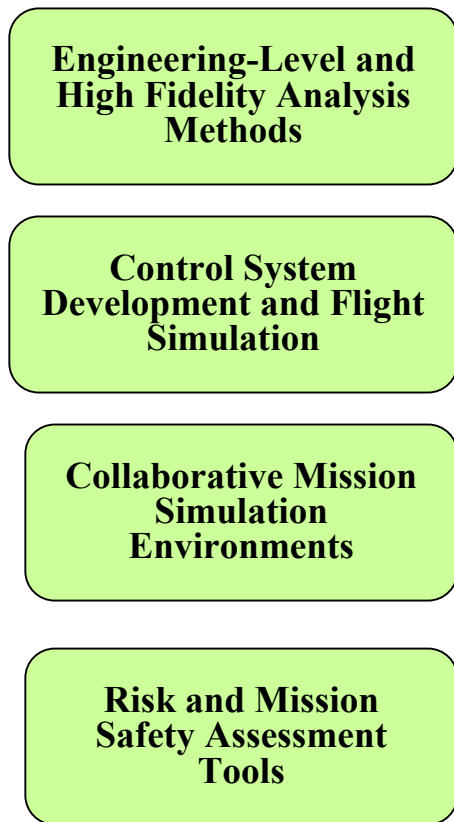 Engineering-Level and
High Fidelity Analysis
Methods
Control System
Development and Flight
Simulation
Collaborative Mission
Simulation
Environments
Risk and Mission
Safety Assessment
Tools